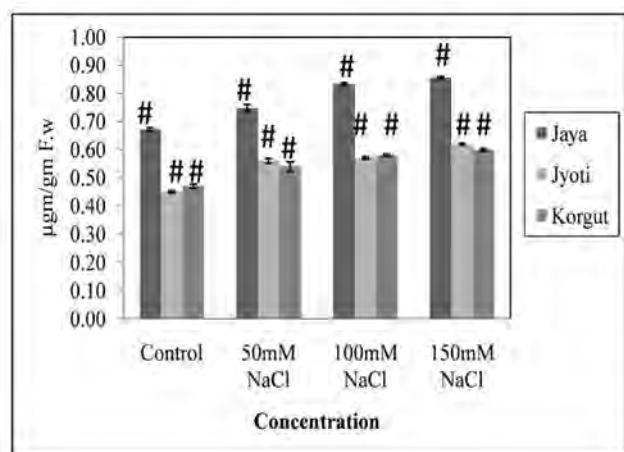 1.00
0.90
0.80
0.70
0.60
0.50
0.40
0.30
0.20
0.10
0.00
µgm/gm F.w
# # #
# # #
# # #
# # #
Control
50mM NaCl
100mM NaCl
150mM NaCl
Concentration
Jaya
Jyoti
Korgut